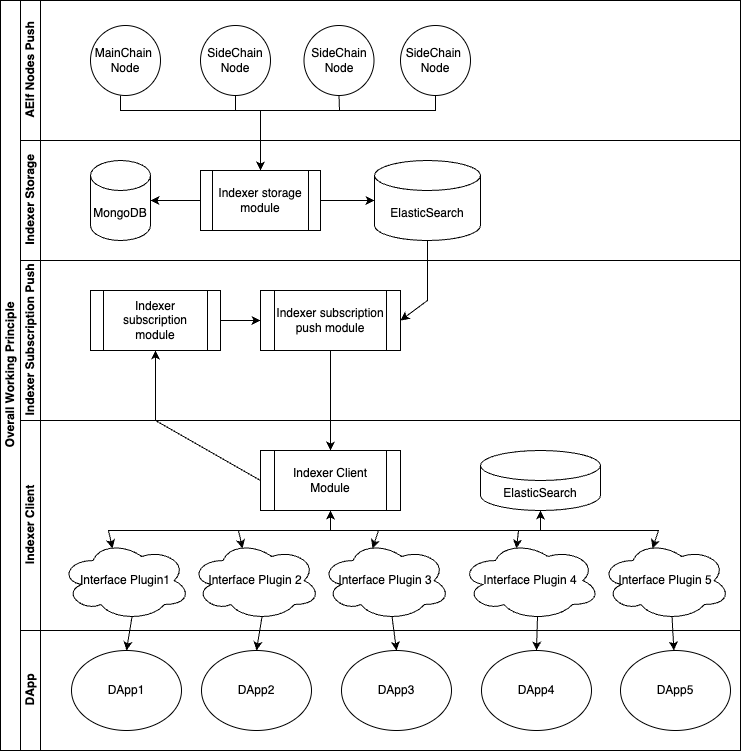 Overall Working Principle
AElf Nodes Push
MainChain
Node
SideChain
Node
SideChain
Node
SideChain
Node
Indexer Storage
MongoDB
Indexer storage
module
ElasticSearch
Indexer Subscription Push
Indexer
subscription
module
Indexer subscription
push module
Indexer Client
Indexer Client
Module
ElasticSearch
Interface Plugin1
Interface Plugin 2
Interface Plugin 3
Interface Plugin 4
Interface Plugin 5
DApp
DApp1
DApp2
DApp3
DApp4
DApp5